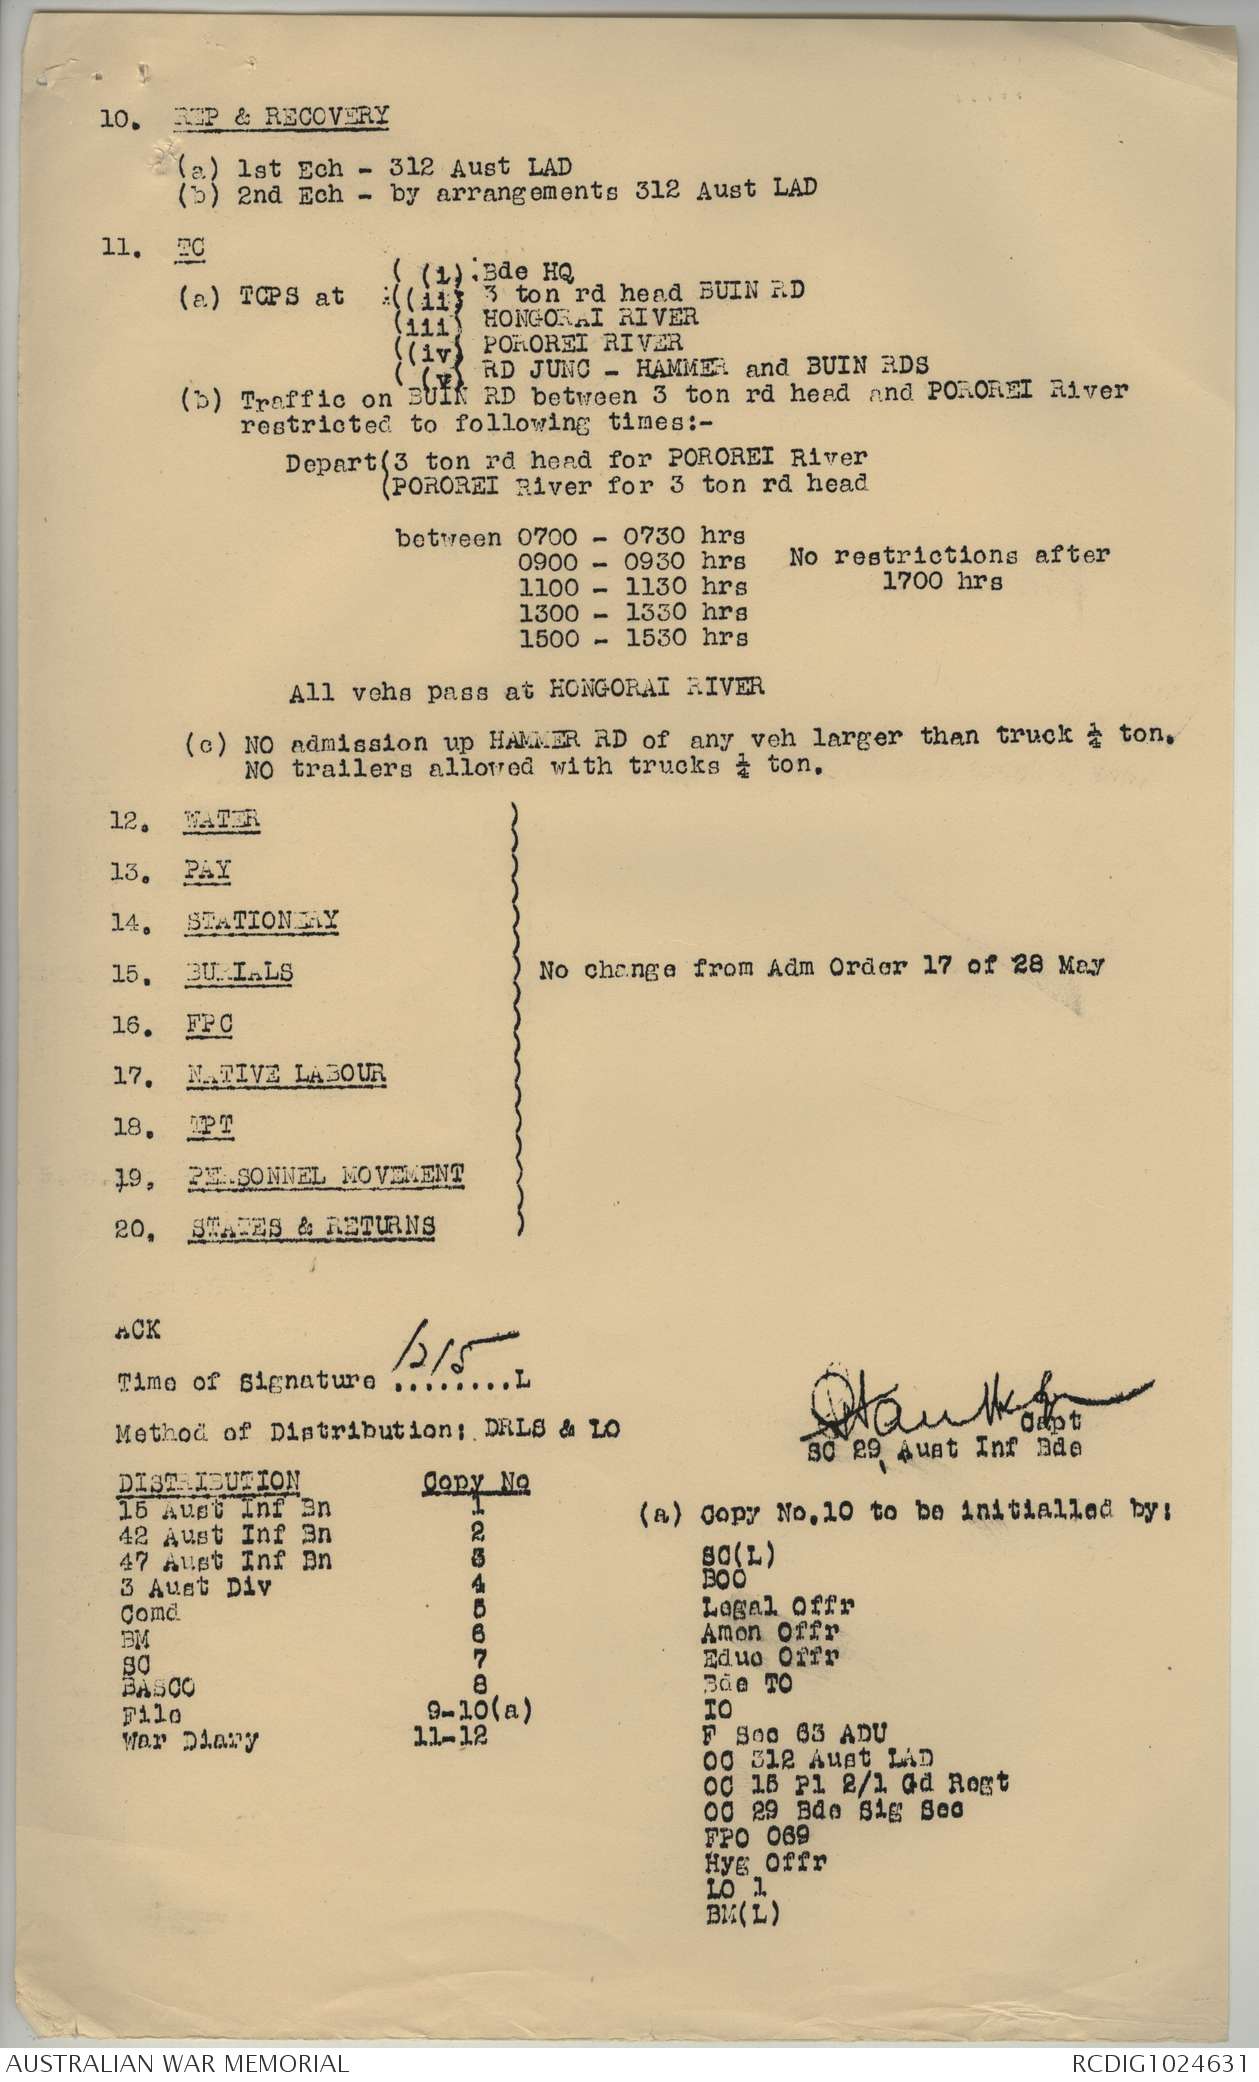 10. REP & RECOVERY
(a) 1st Ech - 312 Aust LAD
(b) 2nd Ech - by arrangements 312 Aust LAD
11. TC
(a) TCPS at :( (i) :Bde HQ
((ii) 3 ton rd head BUIN RD
(iii) HONGORAI RIVER
((iv) POROREI RIVER
( (v) RD JUNC - HAMMER and BUIN RDS
(b) Traffic on BUIN RD between 3 ton rd head and POROREI River
restricted to following times:-
Depart(3 ton rd head for POROREI River
(POROREI River for 3 ton rd head
between 0700 - 0730 hrs
0900 - 0930 hrs No restrictions after
1100 - 1130 hrs 1700 hrs
1300 - 1330 hrs
1500 - 1530 hrs
All vehs pass at HONGORAI RIVER
(c) NO admission up HAMMER RD of any veh larger than truck ¼ ton.
NO trailers allowed with trucks ¼ ton.
12. WATER
13. PAY
14. STATIONERY
15. BURIALS No change from Adm Order 17 of 28 May
16. FPC
17. NATIVE LABOUR
18. TPT
19. PERSONNEL MOVEMENT
20. STATES & RETURNS
ACK
Time of Signature 1215 ........L
Method of Distribution: DRLS & LO
Capt
SC 29 Aust Inf Bde
DISTRIBUTION Copy No
15 Aust Inf Bn 1
42 Aust Inf Bn 2
47 Aust Inf Bn 3
3 Aust Div 4
Comd 5
BM 6
SC 7
BASCO 8
File 9-10(a)
War Diary 11-12
(a) Copy No.10 to be initialled by:
SC(L)
BOO
Legal Offr
Amen Offr
Educ Offr
Bde TO
IO
F Sec 63 ADU
OC 312 Aust LAD
OC 15 Pl 2/1 Gd Regt
OC 29 Bde Sig Sec
FPO 069
Hyg Offr
LO 1
BM(L)
AUSTRALIAN WAR MEMORIAL RCDIG1024631